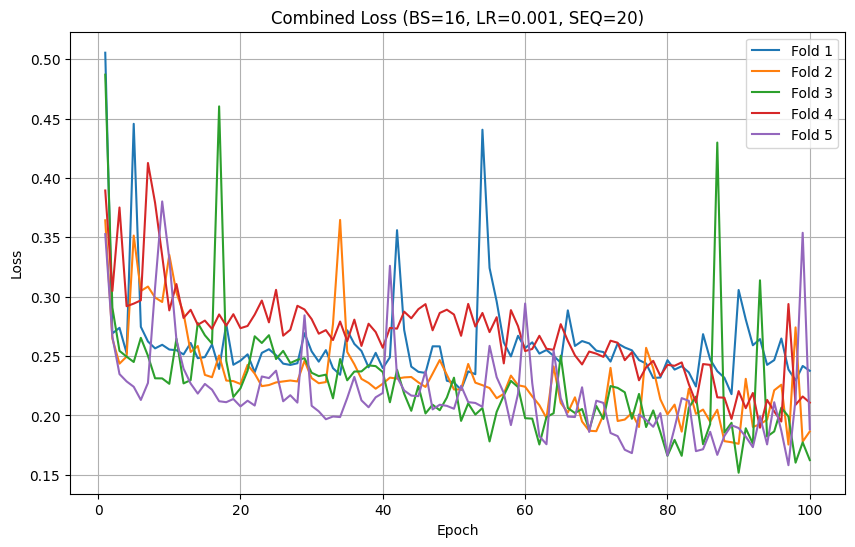 Combined Loss (BS=16, LR=0.001, SEQ=20)
Fold 1
Fold 2
Fold 3
Fold 4
Fold 5
Loss
0.50
0.45
0.40
0.35
0.30
0.25
0.20
0.15
0 20 40 60 80 100
Epoch